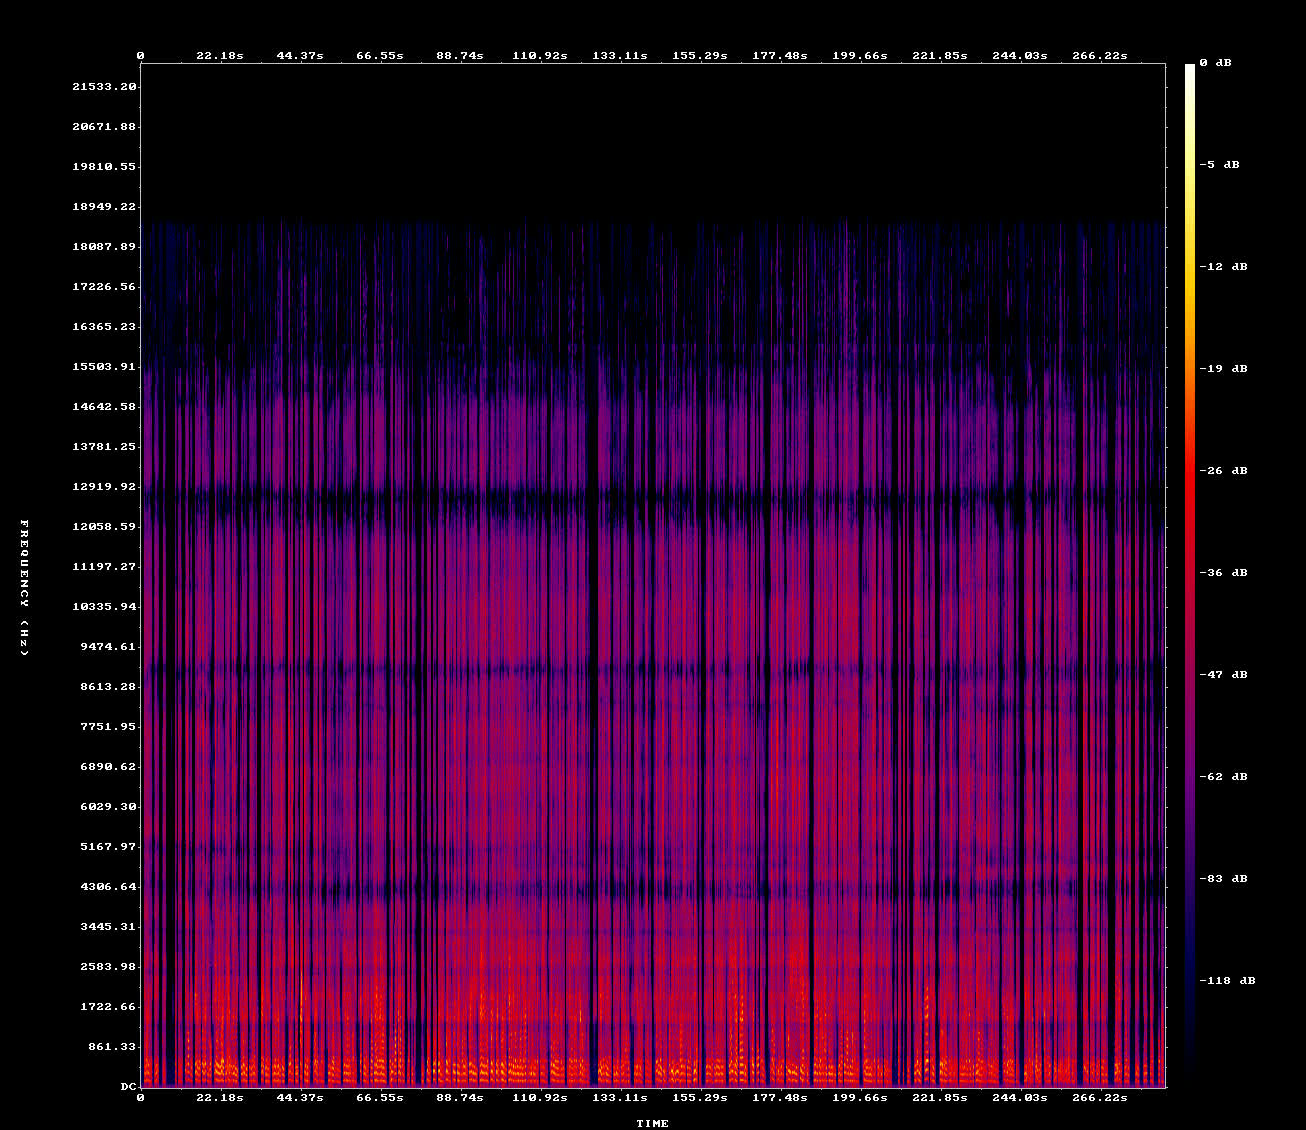 0 22.18s 44.37s 66.55s 88.74s 110.92s 133.11s 155.29s 177.48s 199.66s 221.85s 244.03s 266.22s
0 dB
21533.20
20671.88
19810.55
-5 dB
18949.22
18087.89
-12 dB
17226.56
16365.23
15503.91
-19 dB
14642.58
13781.25
-26 dB
12919.92
12058.59
11197.27
-36 dB
10335.94
FREQUENCY (Hz)
9474.61
-47 dB
8613.28
7751.95
6890.62
-62 dB
6029.30
5167.97
-83 dB
4306.64
3445.31
2583.98
-118 dB
1722.66
861.33
DC
0 22.18s 44.37s 66.55s 88.74s 110.92s 133.11s 155.29s 177.48s 199.66s 221.85s 244.03s 266.22s
TIME